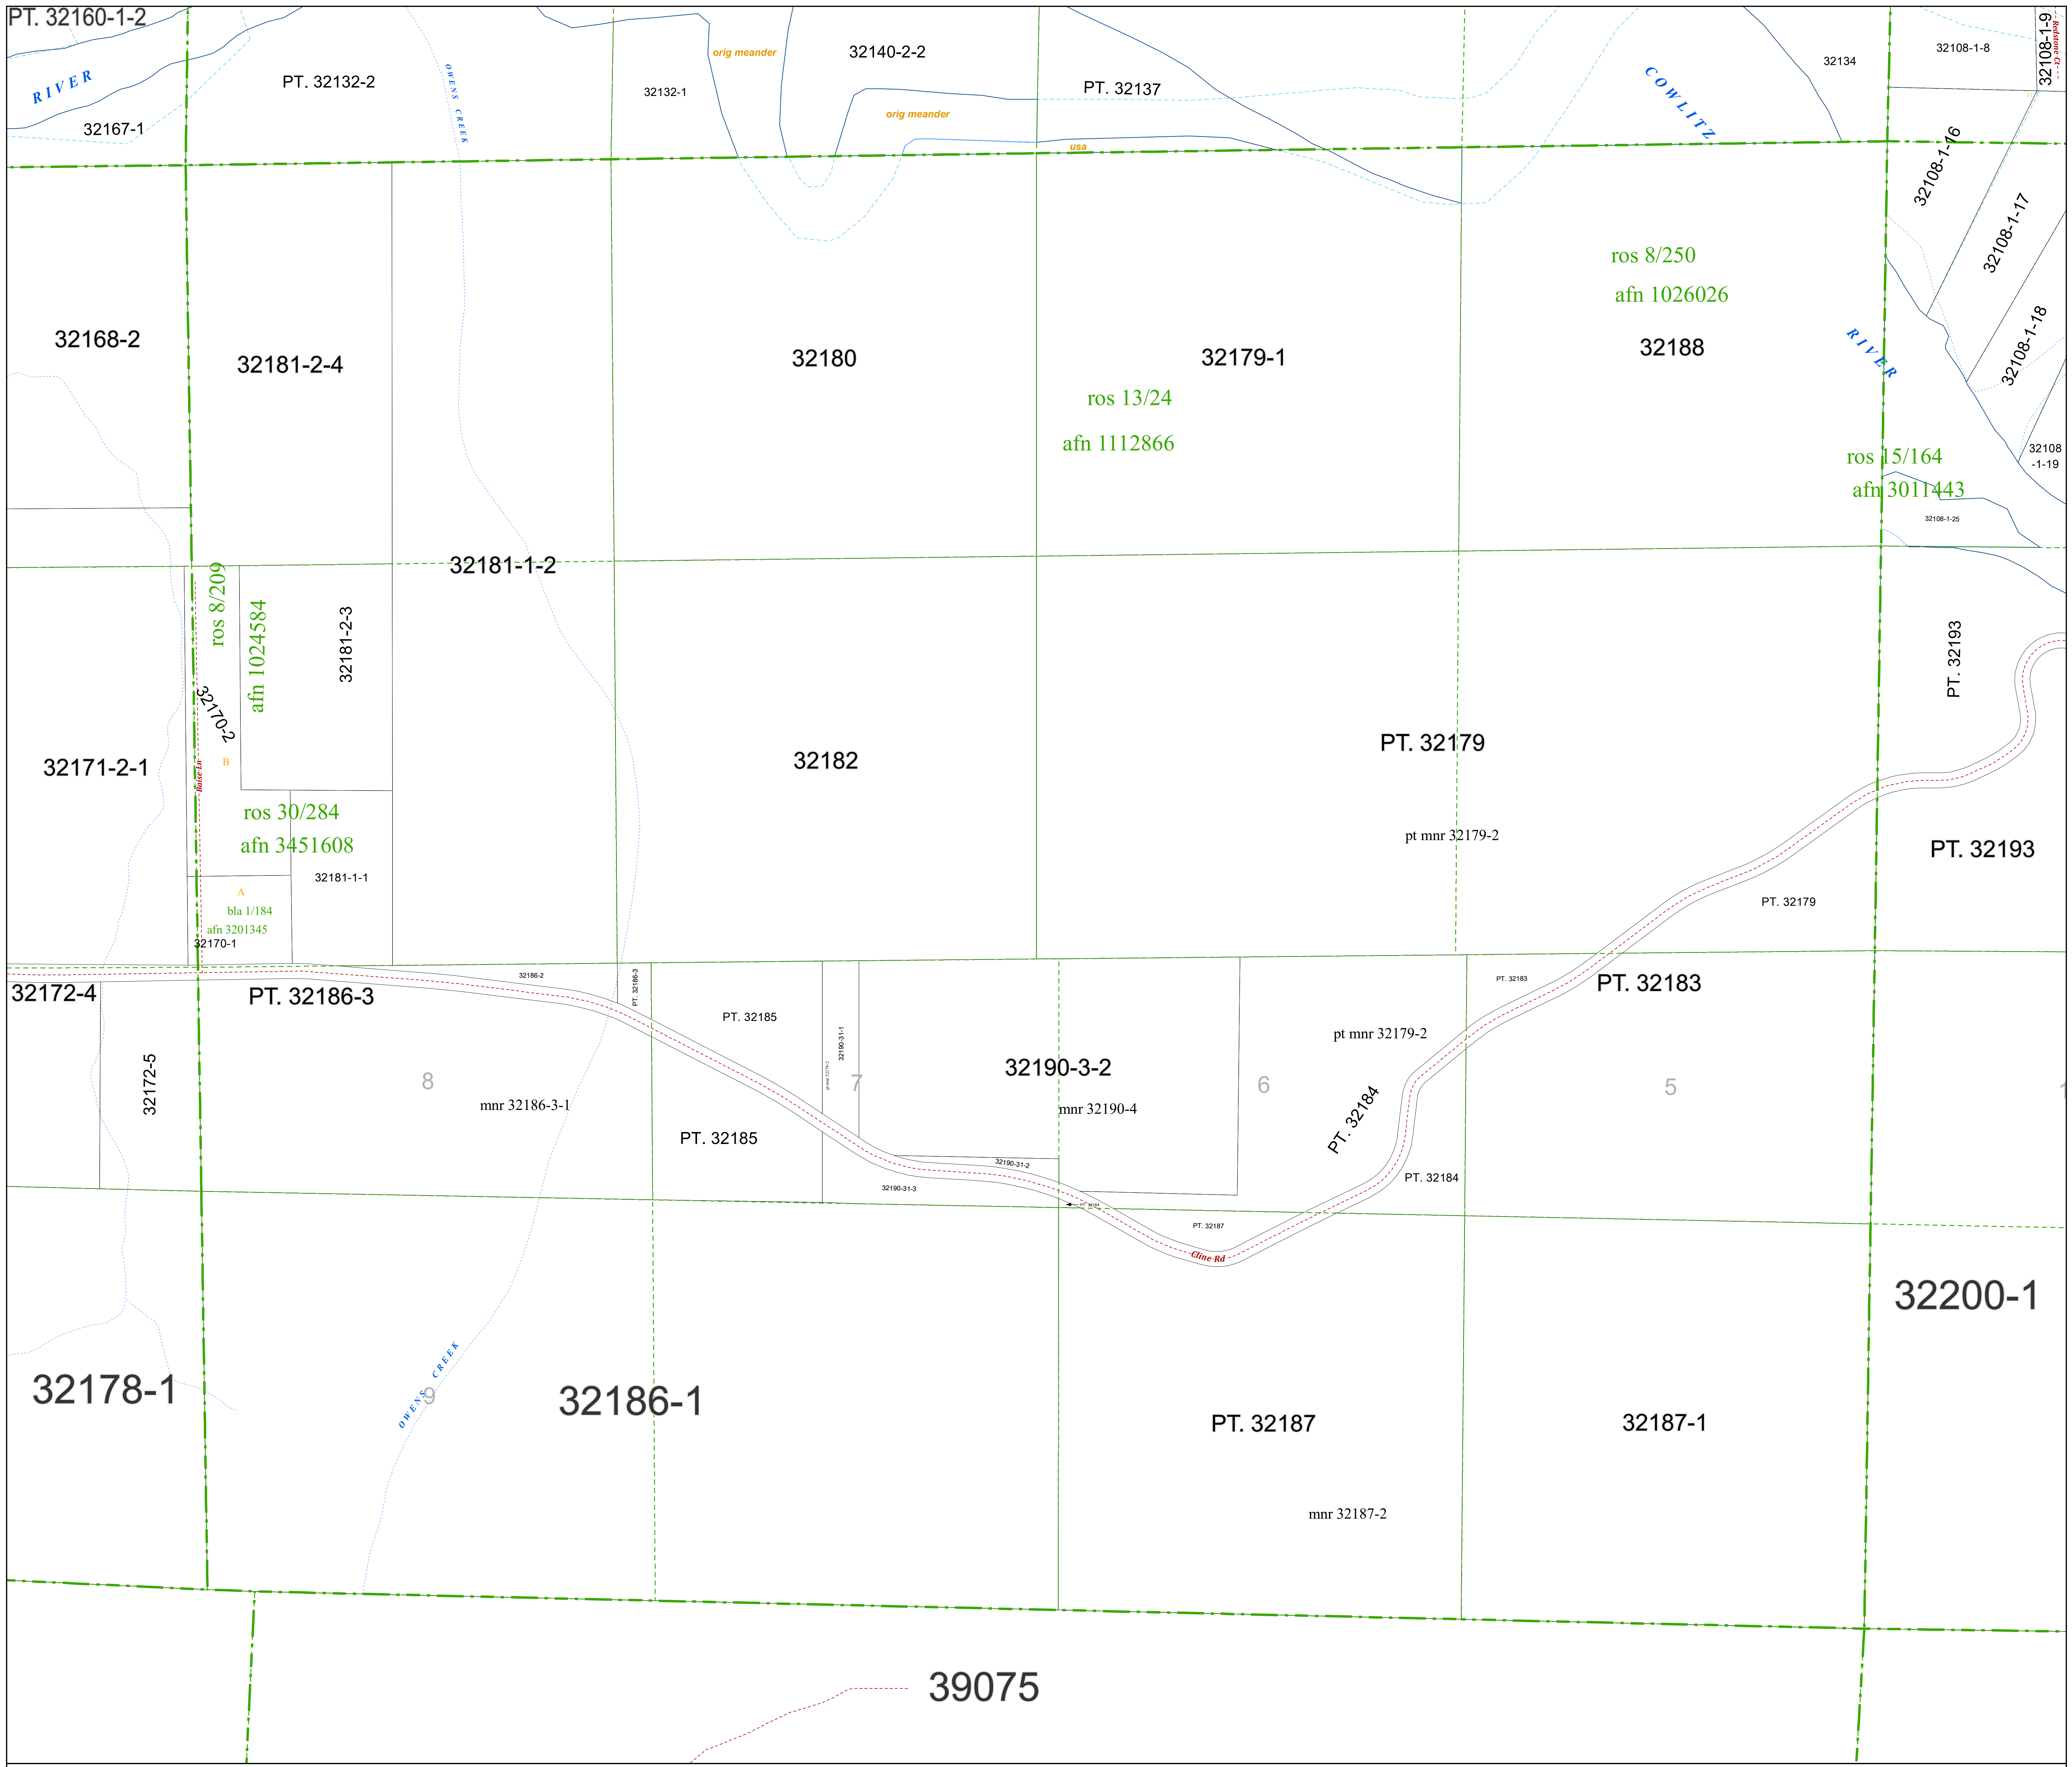 PT. 32160-1-2
RIVER
32167-1
PT. 32132-2
OWENS CREEK
32132-1
orig meander
32140-2-2
orig meander
PT. 32137
usa
COWLITZ
32134
32108-1-8
32108-1-9
Redstone Ct
32108-1-16
32108-1-17
32108-1-18
32108
-1-19
32168-2
32181-2-4
32180
32179-1
ros 13/24
afn 1112866
ros 8/250
afn 1026026
32188
RIVER
ros 15/164
afn 3011443
32108-1-25
32181-1-2
ros 8/209
afn 1024584
32181-2-3
32170-2
32171-2-1
Baise Ln
B
ros 30/284
afn 3451608
32181-1-1
A
bla 1/184
afn 3201345
32170-1
32182
PT. 32179
pt mnr 32179-2
PT. 32193
PT. 32193
PT. 32179
32172-4
32172-5
PT. 32186-3
32186-2
PT. 32186-3
PT. 32185
32190-31-1
32190-3-2
mnr 32190-4
pt mnr 32179-2
PT. 32183
PT. 32183
8
7
6
5
mnr 32186-3-1
PT. 32185
32190-31-2
32190-31-3
PT. 32184
PT. 32184
PT. 32184
PT. 32187
Cline Rd
32200-1
32178-1
OWENS CREEK
9
32186-1
PT. 32187
32187-1
mnr 32187-2
39075